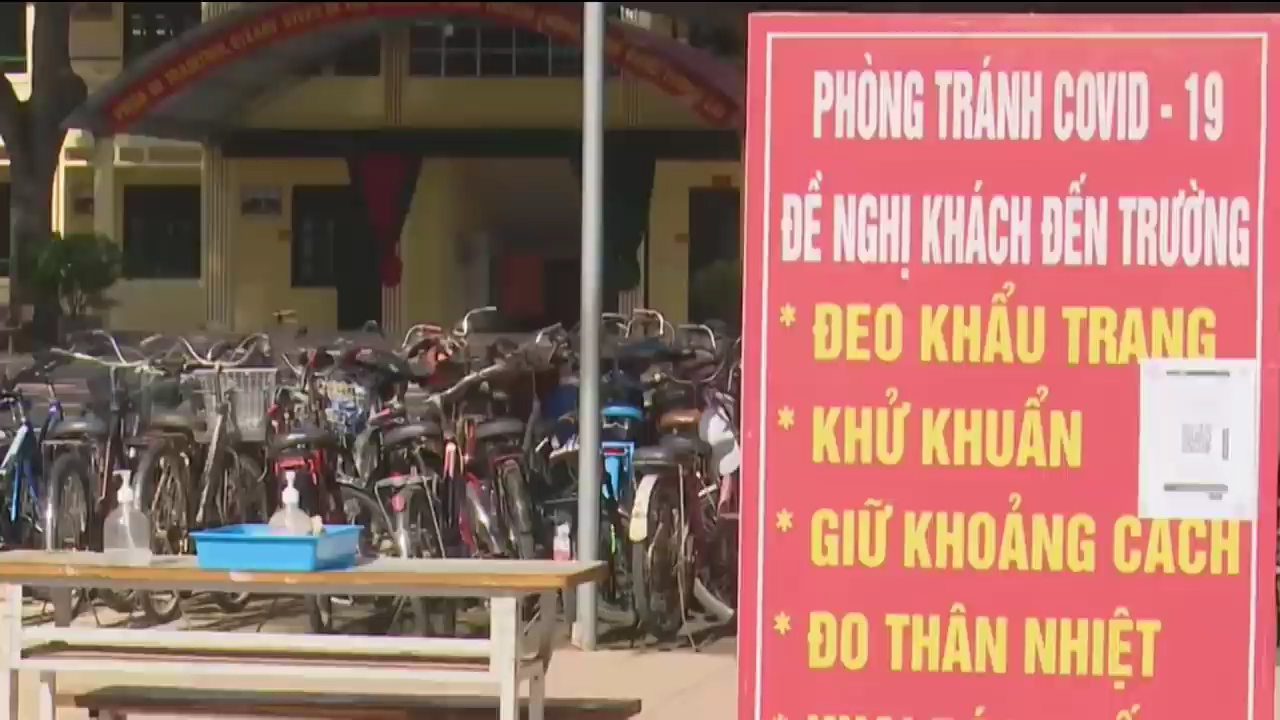 PHÒNG TRÁNH COVID - 19
ĐỀ NGHỊ KHÁCH ĐẾN TRƯỜNG
* ĐEO KHẨU TRANG
* KHỬ KHUẨN
* GIỮ KHOẢNG CÁCH
* ĐO THÂN NHIỆT